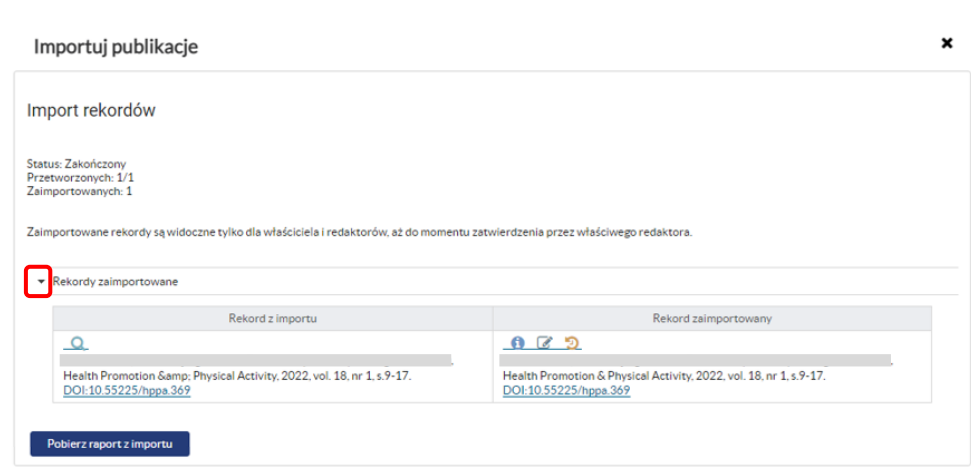 Importuj publikacje
Import rekordów
Status: Zakończony
Przetworzonych: 1/1
Zaimportowanych: 1
Zaimportowane rekordy są widoczne tylko dla właściciela i redaktorów, aż do momentu zatwierdzenia przez właściwego redaktora.
Rekordy zaimportowane
Rekord z importu
Rekord zaimportowany
Health Promotion &amp; Physical Activity, 2022, vol. 18, nr 1, s.9-17.
DOI:10.55225/hppa.369
Health Promotion & Physical Activity, 2022, vol. 18, nr 1, s.9-17.
DOI:10.55225/hppa.369
Pobierz raport z importu